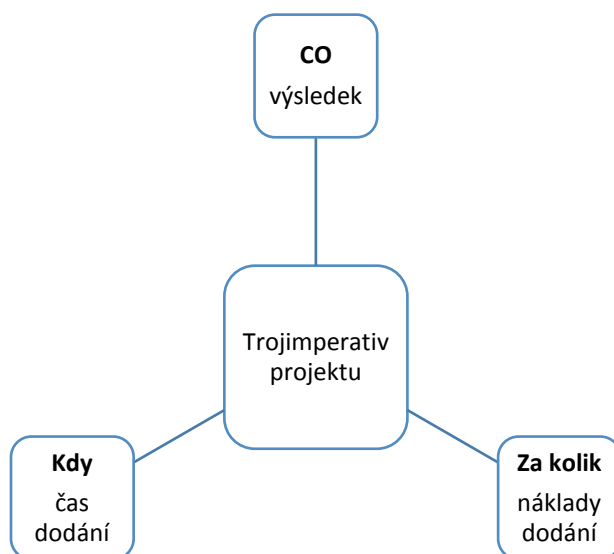 CO
výsledek
Trojimperativ
projektu
Kdy
čas
dodání
Za kolik
náklady
dodání